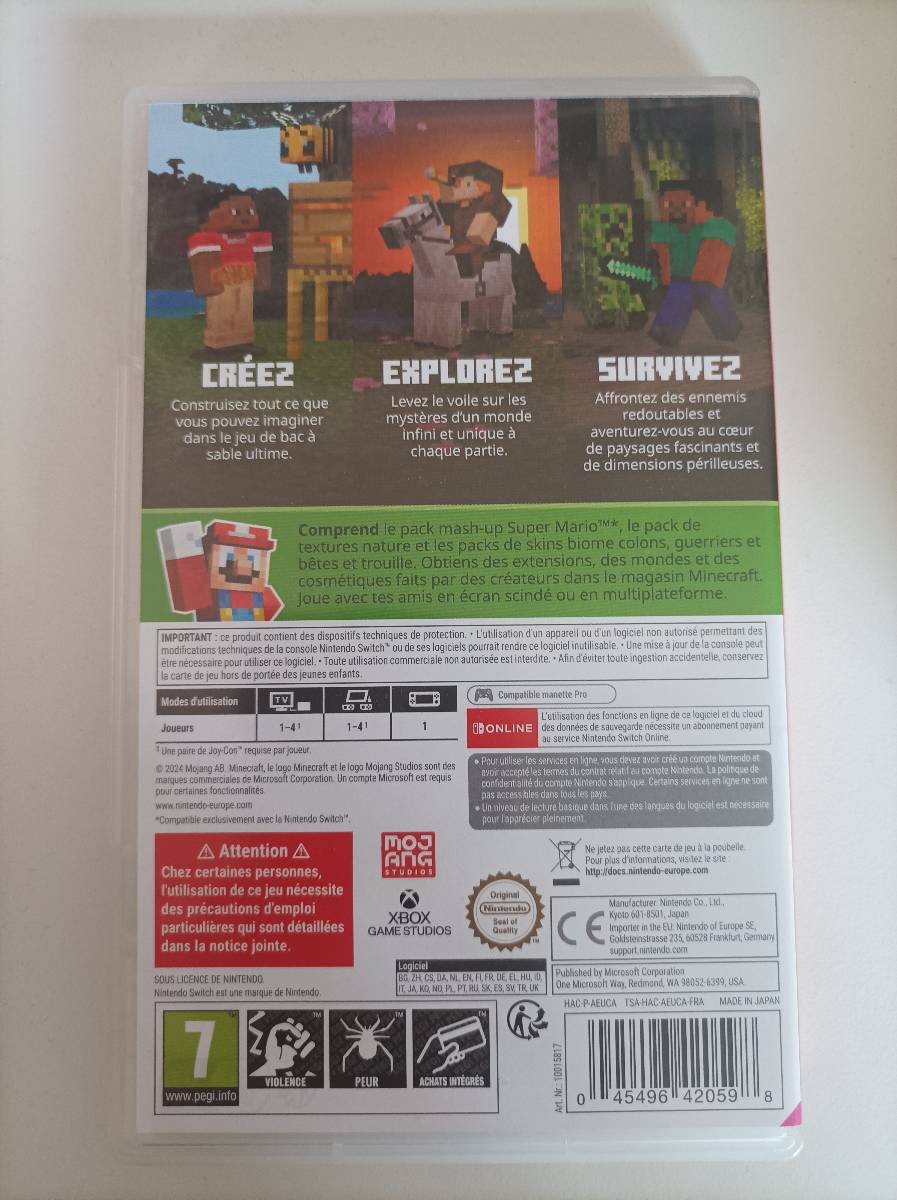 CRÉEZ
Construisez tout ce que
vous pouvez imaginer
dans le jeu de bac à
sable ultime.
EXPLOREZ
Levez le voile sur les
mystères d'un monde
infini et unique à
chaque partie.
SURVIVEZ
Affrontez des ennemis
redoutables et
aventurez-vous au cœur
de paysages fascinants et
de dimensions périlleuses.
Comprend le pack mash-up Super Mario™*, le pack de
textures nature et les packs de skins biome colons, guerriers et
bêtes et trouille. Obtiens des extensions, des mondes et des
cosmétiques faits par des créateurs dans le magasin Minecraft.
Joue avec tes amis en écran scindé ou en multiplateforme.
IMPORTANT : ce produit contient des dispositifs techniques de protection. • L'utilisation d'un appareil ou d'un logiciel non autorisé permettant des
modifications techniques de la console Nintendo Switch™ ou de ses logiciels pourrait rendre ce logiciel inutilisable. • Une mise à jour de la console peut
être nécessaire pour utiliser ce logiciel. • Toute utilisation commerciale non autorisée est interdite. • Afin d'éviter toute ingestion accidentelle, conservez
la carte de jeu hors de portée des jeunes enfants.
Modes d'utilisation
TV
Joueurs
1-4¹
1-4¹
1
¹ Une paire de Joy-Con™ requise par joueur.
© 2024 Mojang AB. Minecraft, le logo Minecraft et le logo Mojang Studios sont des
marques commerciales de Microsoft Corporation. Un compte Microsoft est requis
pour certaines fonctionnalités.
www.nintendo-europe.com
*Compatible exclusivement avec la Nintendo Switch™.
Compatible manette Pro
ONLINE
L'utilisation des fonctions en ligne de ce logiciel et du cloud
des données de sauvegarde nécessite un abonnement payant
au service Nintendo Switch Online.
• Pour utiliser les services en ligne, vous devez avoir créé un compte Nintendo et
avoir accepté les termes du contrat relatif au compte Nintendo. La politique de
confidentialité du compte Nintendo s'applique. Certains services en ligne ne sont
pas accessibles dans tous les pays.
• Un niveau de lecture basique dans l'une des langues du logiciel est nécessaire
pour l'apprécier pleinement.
Attention
Chez certaines personnes,
l'utilisation de ce jeu nécessite
des précautions d'emploi
particulières qui sont détaillées
dans la notice jointe.
MOJ
ANG
STUDIOS
XBOX
GAME STUDIOS
Original
Nintendo
Seal of
Quality
™
Ne jetez pas cette carte de jeu à la poubelle.
Pour plus d'informations, visitez le site :
http://docs.nintendo-europe.com
CE
Manufacturer: Nintendo Co., Ltd.,
Kyoto 601-8501, Japan
Importer in the EU: Nintendo of Europe SE,
Goldsteinstrasse 235, 60528 Frankfurt, Germany
support.nintendo.com
SOUS LICENCE DE NINTENDO.
Nintendo Switch est une marque de Nintendo.
Logiciel
BG, ZH, CS, DA, NL, EN, FI, FR, DE, EL, HU, ID,
IT, JA, KO, NO, PL, PT, RU, SK, ES, SV, TR, UK
Published by Microsoft Corporation
One Microsoft Way, Redmond, WA 98052-6399, USA.
HAC-P-AEUCA TSA-HAC-AEUCA-FRA MADE IN JAPAN
7
www.pegi.info
VIOLENCE
PEUR
ACHATS INTÉGRÉS
Art. Nr.: 10015817
0 45496 42059 8